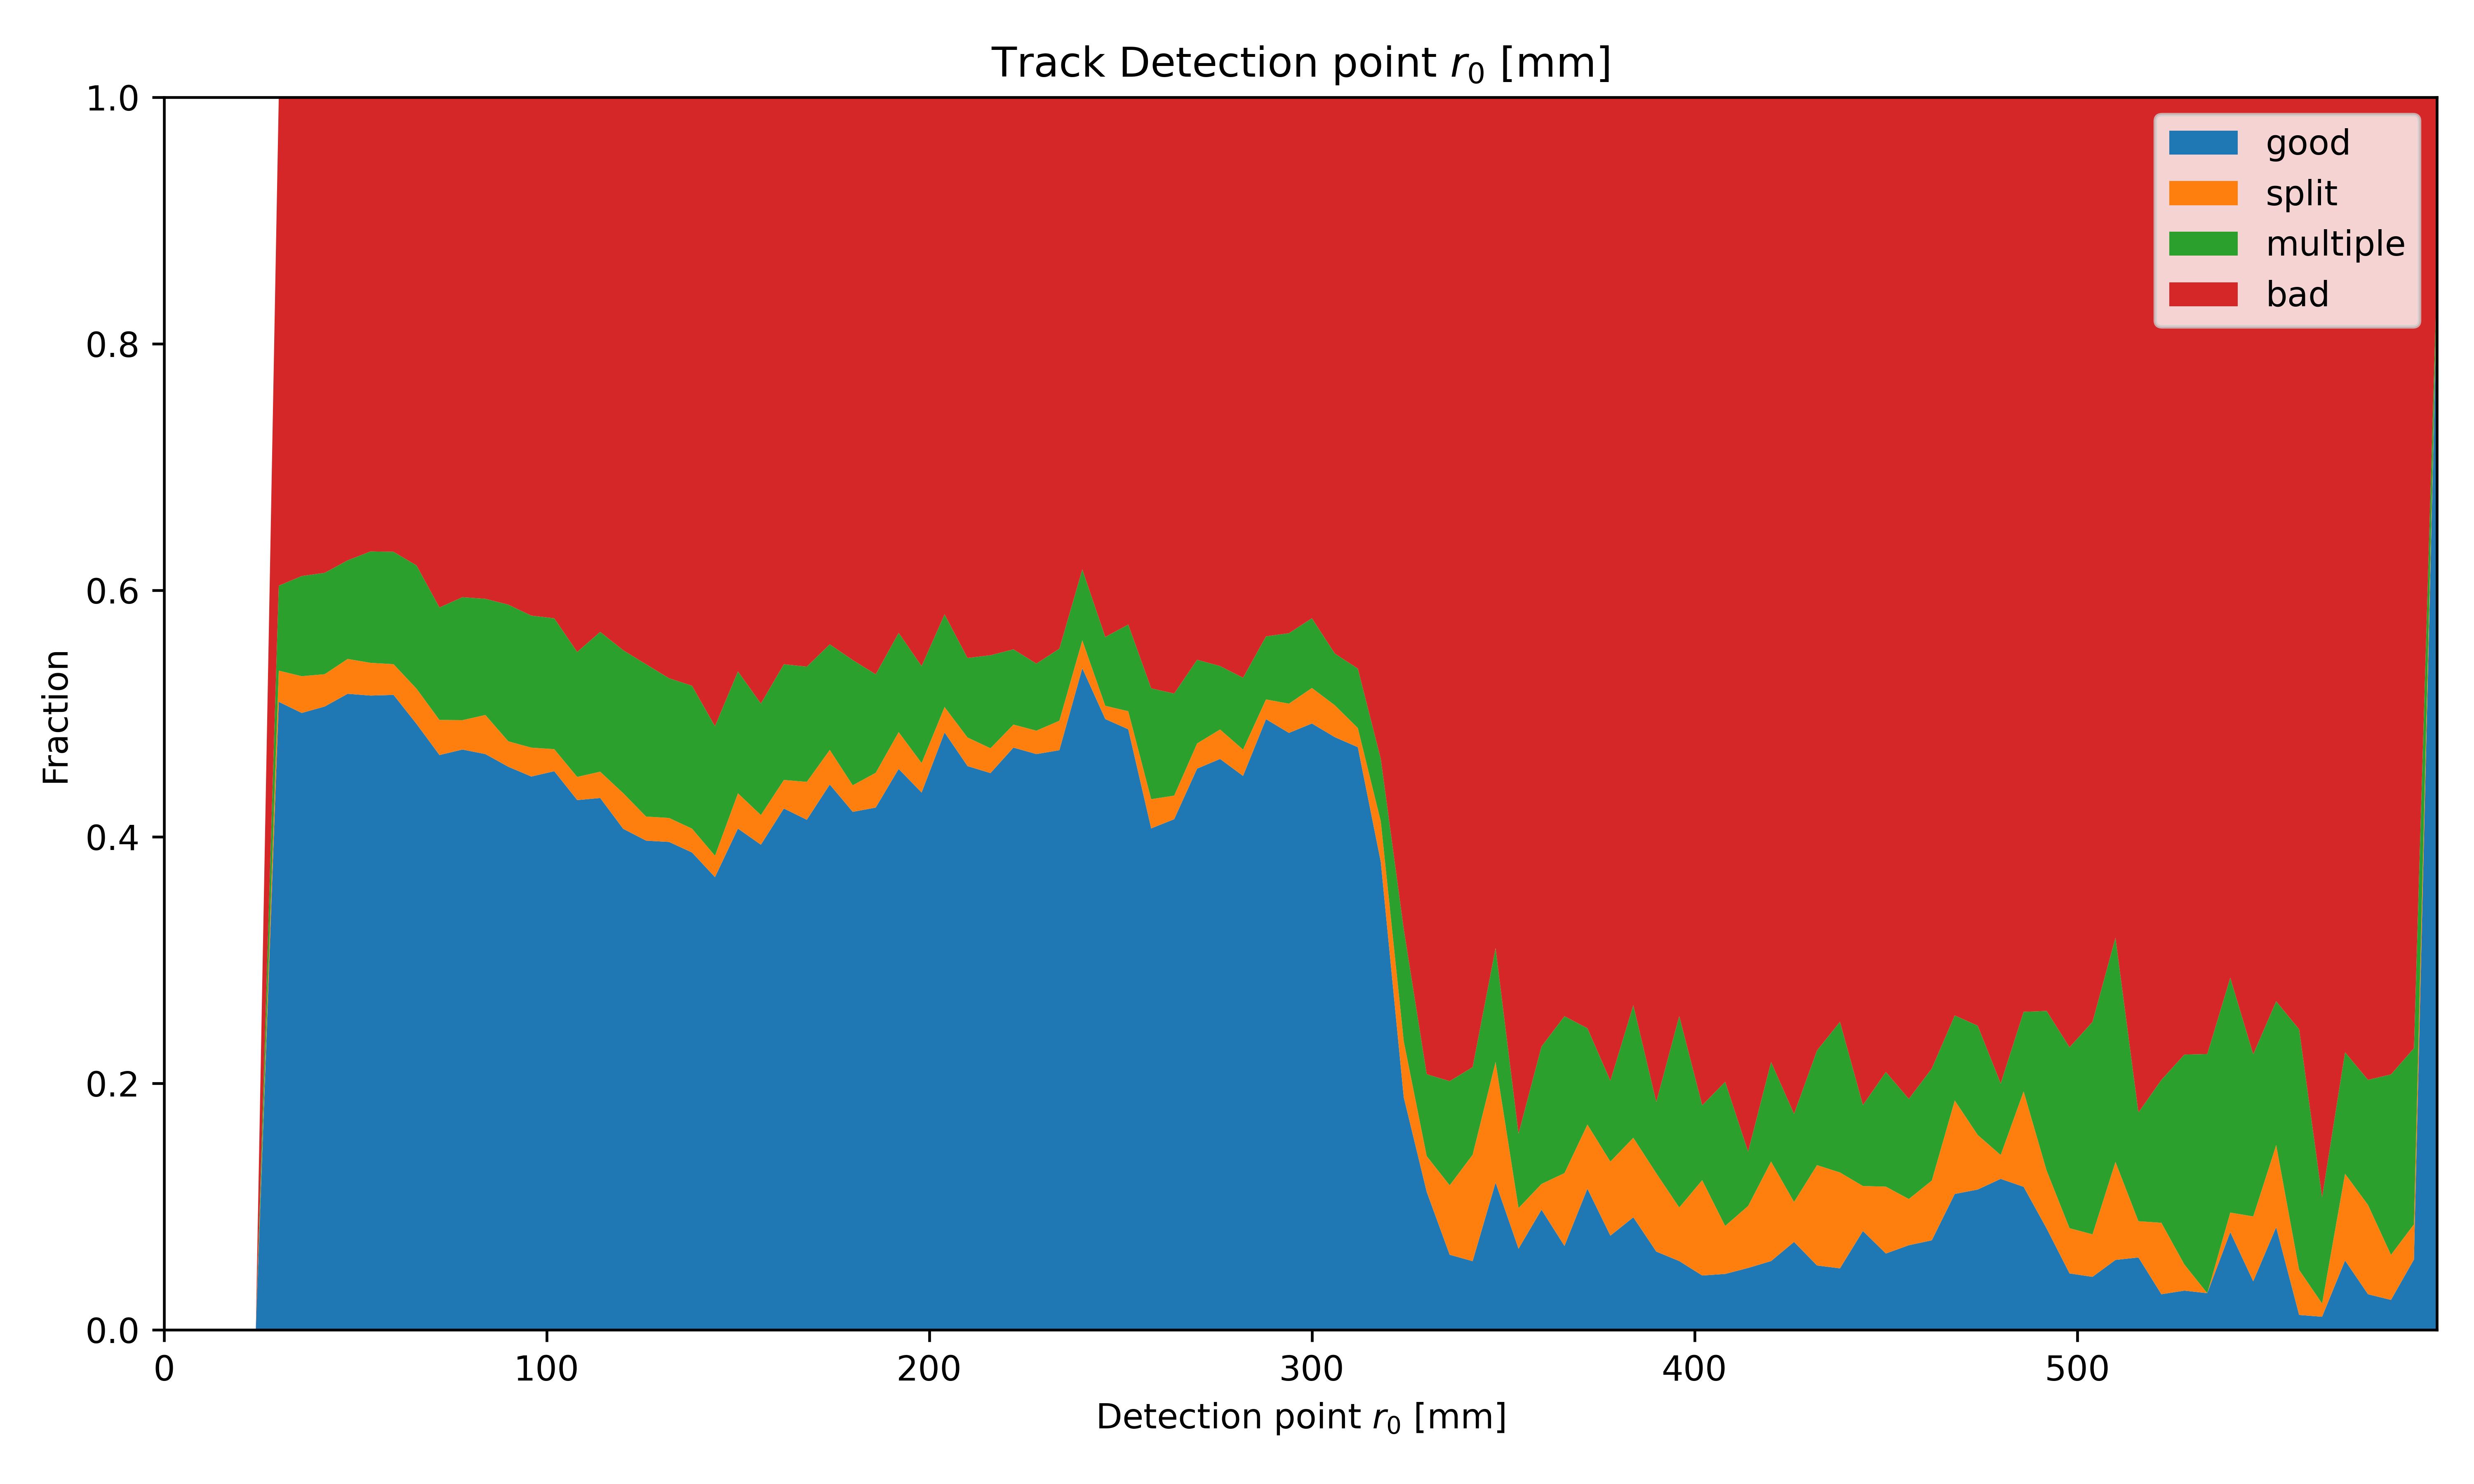 Track Detection point r₀ [mm]
1.0
0.8
0.6
0.4
0.2
0.0
Fraction
good
split
multiple
bad
0 100 200 300 400 500
Detection point r₀ [mm]